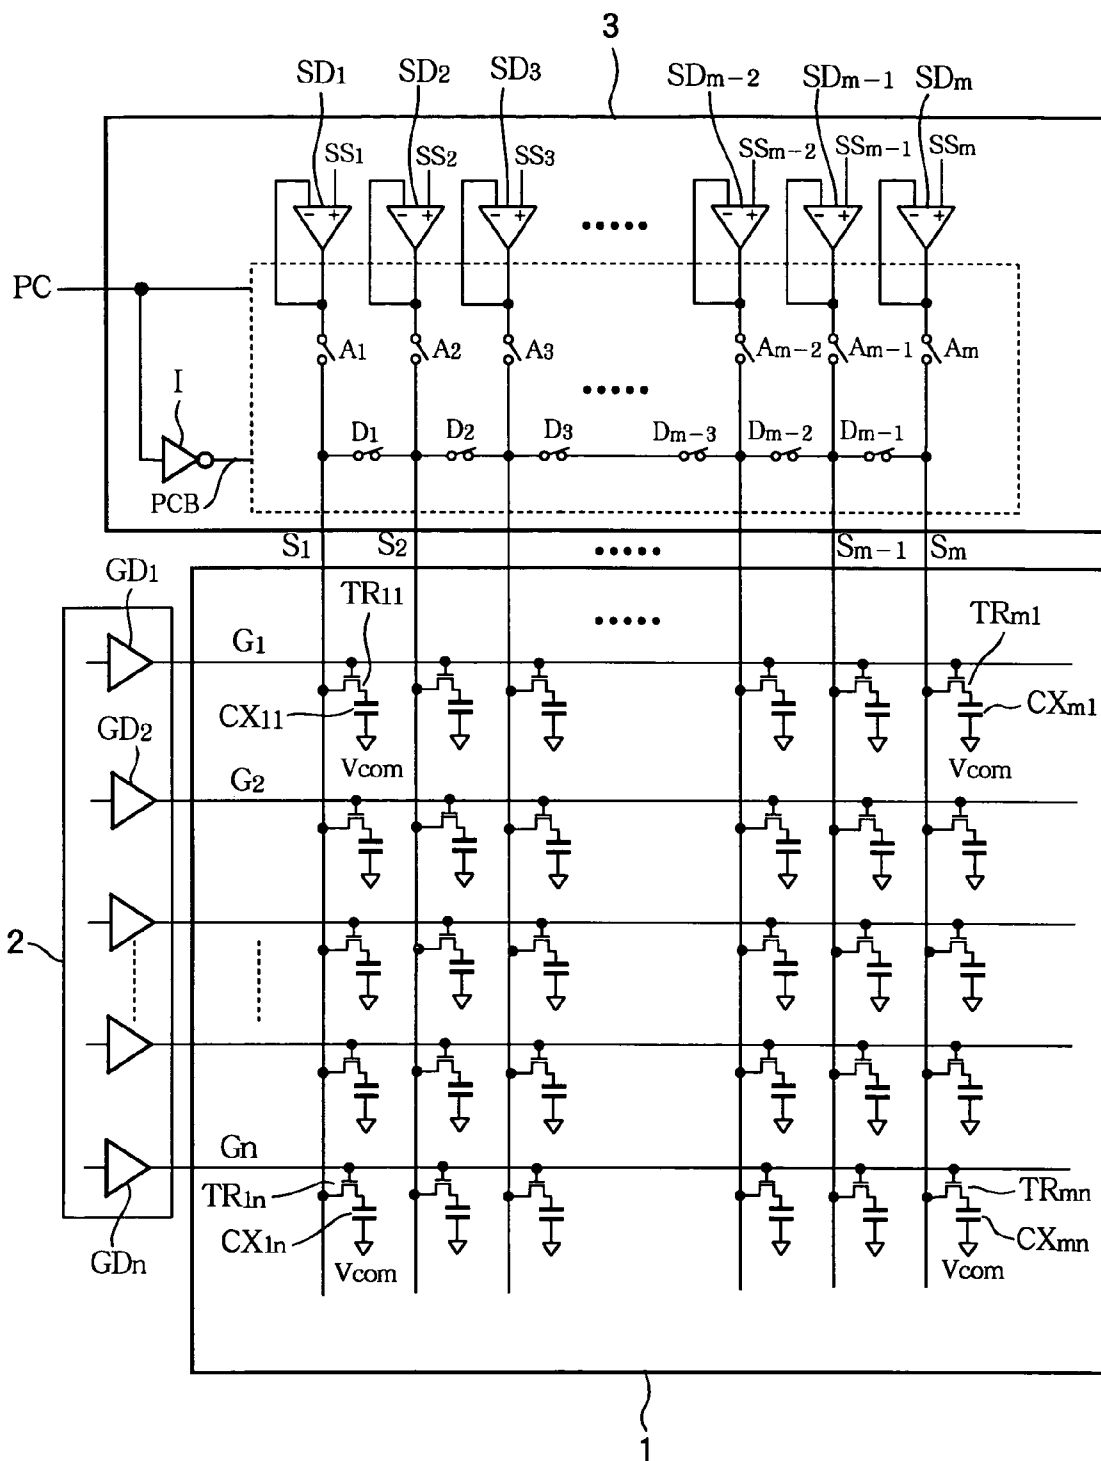 3
SD1 SD2 SD3 SDm-2 SDm-1 SDm
SS1 SS2 SS3 SSm-2 SSm-1 SSm
- + - + - + - + - + - +
PC
A1 A2 A3 Am-2 Am-1 Am
I
D1 D2 D3 Dm-3 Dm-2 Dm-1
PCB
S1 S2 Sm-1 Sm
GD1
TR11 TRm1
G1
CX11 CXm1
GD2
Vcom Vcom
G2
2
Gn
TR1n TRmn
CX1n CXmn
GDn
Vcom Vcom
1